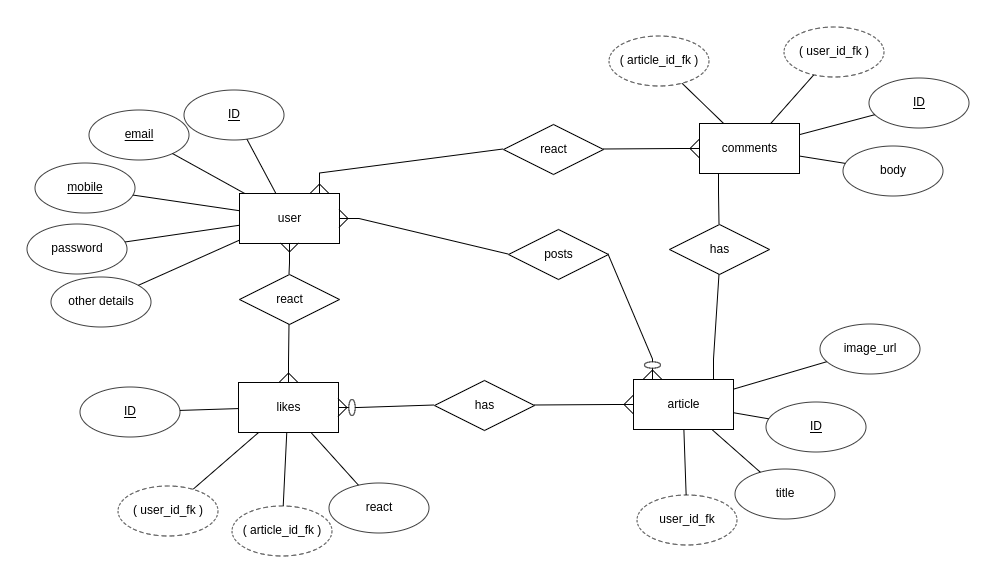 ( user_id_fk )
( article_id_fk )
ID
ID
email
react
comments
body
mobile
user
password
posts
has
other details
react
image_url
ID
likes
has
article
ID
title
( user_id_fk )
react
( article_id_fk )
user_id_fk